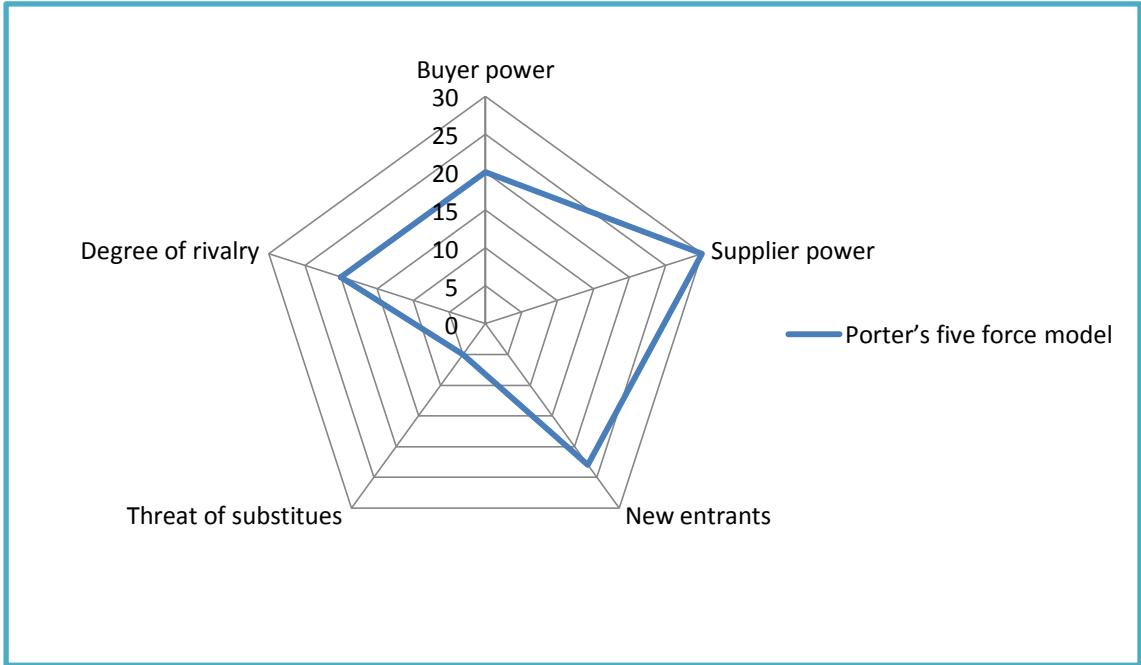 Buyer power
30
25
20
15
10
5
0
Supplier power
New entrants
Threat of substitues
Degree of rivalry
Porter’s five force model